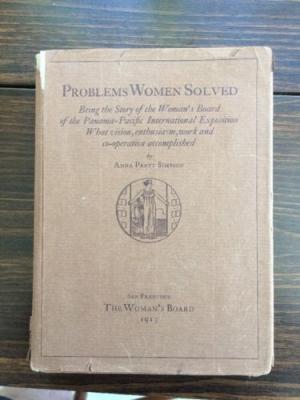 PROBLEMS WOMEN SOLVED
Being the Story of the Woman's Board
of the Panama-Pacific International Exposition
What vision, enthusiasm, work and
co-operation accomplished
by
ANNA PRATT SIMPSON
SAN FRANCISCO
THE WOMAN'S BOARD
1915